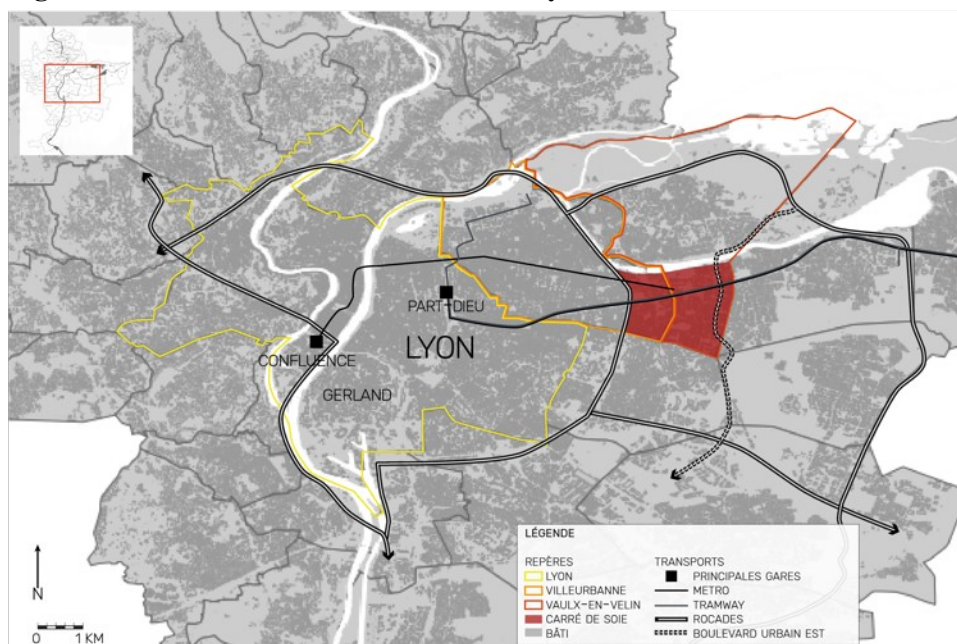 PART-DIEU
LYON
CONFLUENCE
GERLAND
N
0
1 KM
LÉGENDE
REPÈRES
LYON
VILLEURBANNE
VAULX-EN-VELIN
CARRÉ DE SOIE
BÂTI
TRANSPORTS
PRINCIPALES GARES
METRO
TRAMWAY
ROCADES
BOULEVARD URBAIN EST